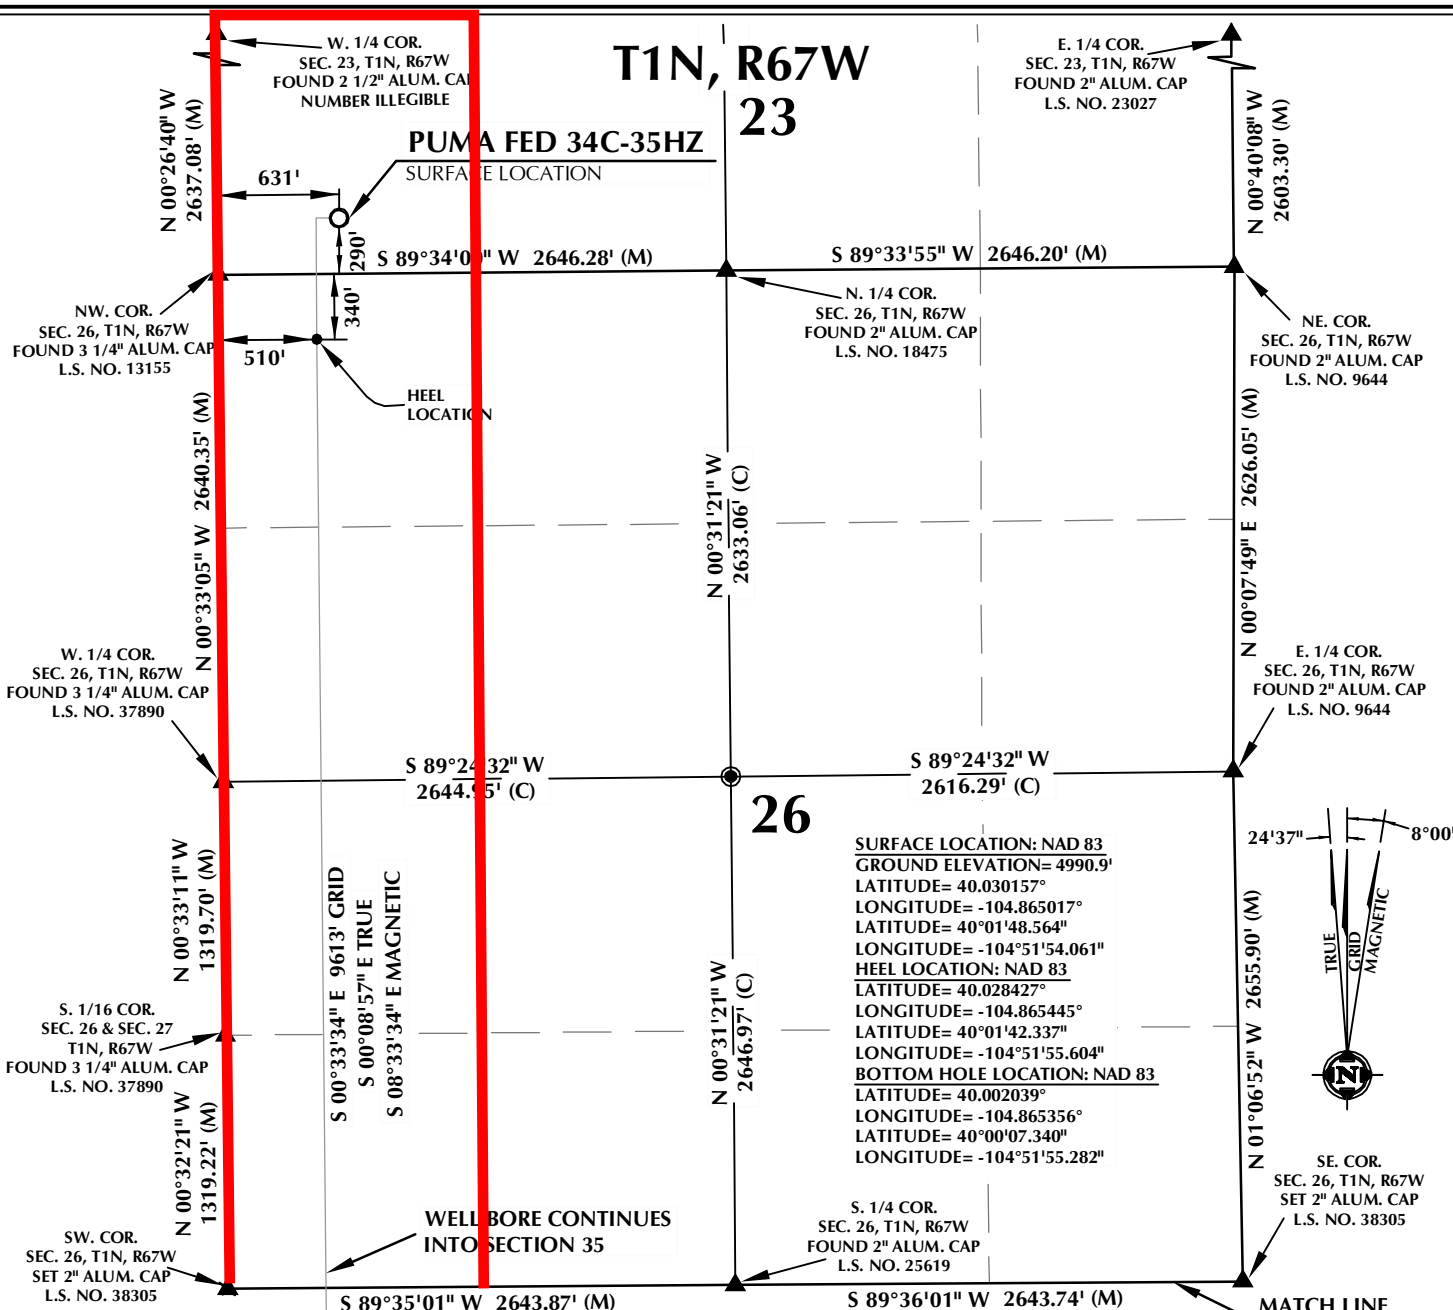 W. 1/4 COR.
SEC. 23, T1N, R67W
FOUND 2 1/2" ALUM. CAP
NUMBER ILLEGIBLE
T1N, R67W
23
E. 1/4 COR.
SEC. 23, T1N, R67W
FOUND 2" ALUM. CAP
L.S. NO. 23027
N 00°26'40" W
2637.08' (M)
N 00°40'08" W
2603.30' (M)
PUMA FED 34C-35HZ
SURFACE LOCATION
631'
290'
S 89°34'00" W 2646.28' (M)
S 89°33'55" W 2646.20' (M)
NW. COR.
SEC. 26, T1N, R67W
FOUND 3 1/4" ALUM. CAP
L.S. NO. 13155
340'
510'
N. 1/4 COR.
SEC. 26, T1N, R67W
FOUND 2" ALUM. CAP
L.S. NO. 18475
NE. COR.
SEC. 26, T1N, R67W
FOUND 2" ALUM. CAP
L.S. NO. 9644
HEEL
LOCATION
N 00°33'05" W 2640.35' (M)
N 00°31'21" W
2633.06' (C)
N 00°07'49" E 2626.05' (M)
W. 1/4 COR.
SEC. 26, T1N, R67W
FOUND 3 1/4" ALUM. CAP
L.S. NO. 37890
E. 1/4 COR.
SEC. 26, T1N, R67W
FOUND 2" ALUM. CAP
L.S. NO. 9644
S 89°24'32" W
2644.95' (C)
S 89°24'32" W
2616.29' (C)
26
N 00°33'11" W
1319.70' (M)
S 00°33'34" E 9613' GRID
S 00°08'57" E TRUE
S 08°33'34" E MAGNETIC
SURFACE LOCATION: NAD 83
GROUND ELEVATION= 4990.9'
LATITUDE= 40.030157°
LONGITUDE= -104.865017°
LATITUDE= 40°01'48.564"
LONGITUDE= -104°51'54.061"
HEEL LOCATION: NAD 83
LATITUDE= 40.028427°
LONGITUDE= -104.865445°
LATITUDE= 40°01'42.337"
LONGITUDE= -104°51'55.604"
BOTTOM HOLE LOCATION: NAD 83
LATITUDE= 40.002039°
LONGITUDE= -104.865356°
LATITUDE= 40°00'07.340"
LONGITUDE= -104°51'55.282"
24'37"
8°00'
TRUE
GRID
MAGNETIC
N
N 00°31'21" W
2646.97' (C)
N 01°06'52" W 2655.90' (M)
S. 1/16 COR.
SEC. 26 & SEC. 27
T1N, R67W
FOUND 3 1/4" ALUM. CAP
L.S. NO. 37890
N 00°32'21" W
1319.22' (M)
SW. COR.
SEC. 26, T1N, R67W
SET 2" ALUM. CAP
L.S. NO. 38305
WELL BORE CONTINUES
INTO SECTION 35
S. 1/4 COR.
SEC. 26, T1N, R67W
FOUND 2" ALUM. CAP
L.S. NO. 25619
SE. COR.
SEC. 26, T1N, R67W
SET 2" ALUM. CAP
L.S. NO. 38305
S 89°35'01" W 2643.87' (M)
S 89°36'01" W 2643.74' (M)
MATCH LINE